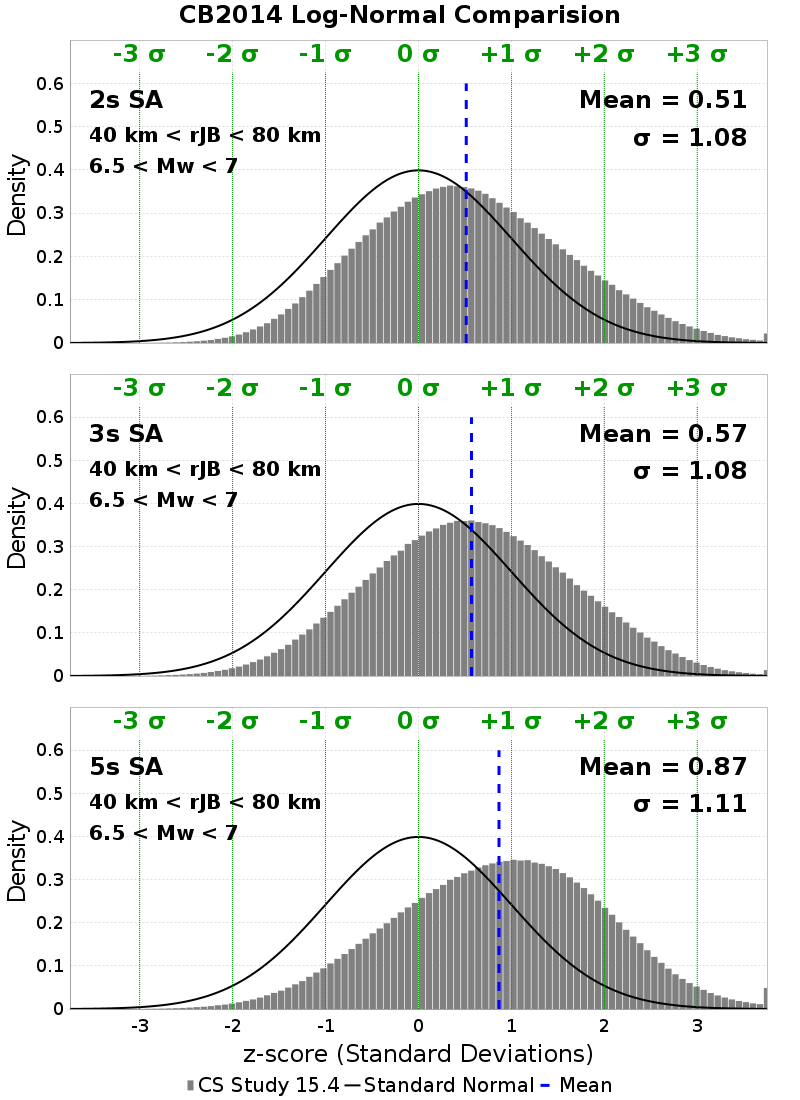 CB2014 Log-Normal Comparision
-3 σ -2 σ -1 σ 0 σ +1 σ +2 σ +3 σ
0.6
2s SA Mean = 0.51
0.5
40 km < rJB < 80 km σ = 1.08
6.5 < Mw < 7
0.4
0.3
0.2
0.1
0
Density
-3 σ -2 σ -1 σ 0 σ +1 σ +2 σ +3 σ
0.6
3s SA Mean = 0.57
0.5
40 km < rJB < 80 km σ = 1.08
6.5 < Mw < 7
0.4
0.3
0.2
0.1
0
Density
-3 σ -2 σ -1 σ 0 σ +1 σ +2 σ +3 σ
0.6
5s SA Mean = 0.87
0.5
40 km < rJB < 80 km σ = 1.11
6.5 < Mw < 7
0.4
0.3
0.2
0.1
0
Density
-3 -2 -1 0 1 2 3
z-score (Standard Deviations)
CS Study 15.4 Standard Normal Mean